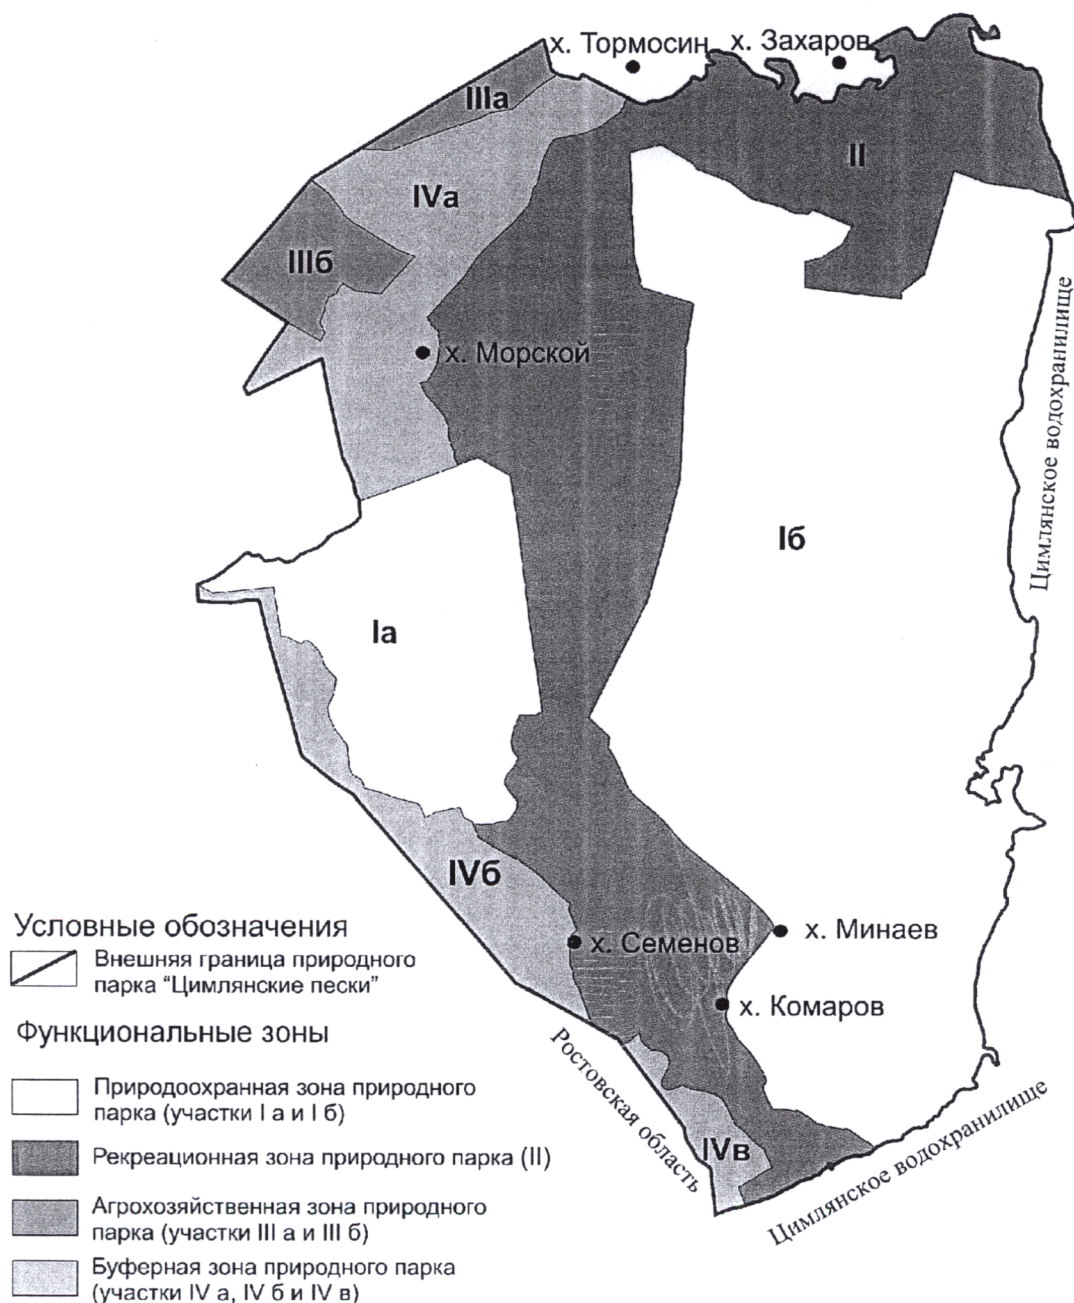 х. Тормосин
х. Захаров
IIIа
II
IVа
IIIб
х. Морской
Цимлянское водохранилище
Iб
Iа
IVб
х. Семенов
х. Минаев
х. Комаров
Ростовская область
IVв
Цимлянское водохранилище
Условные обозначения
Внешняя граница природного
парка "Цимлянские пески"
Функциональные зоны
Природоохранная зона природного
парка (участки I а и I б)
Рекреационная зона природного парка (II)
Агрохозяйственная зона природного
парка (участки III а и III б)
Буферная зона природного парка
(участки IV а, IV б и IV в)